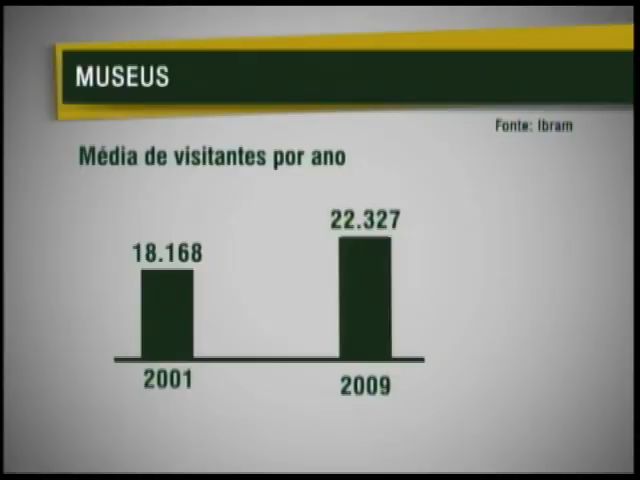 MUSEUS
Fonte: Ibram
Média de visitantes por ano
22.327
18.168
2001
2009